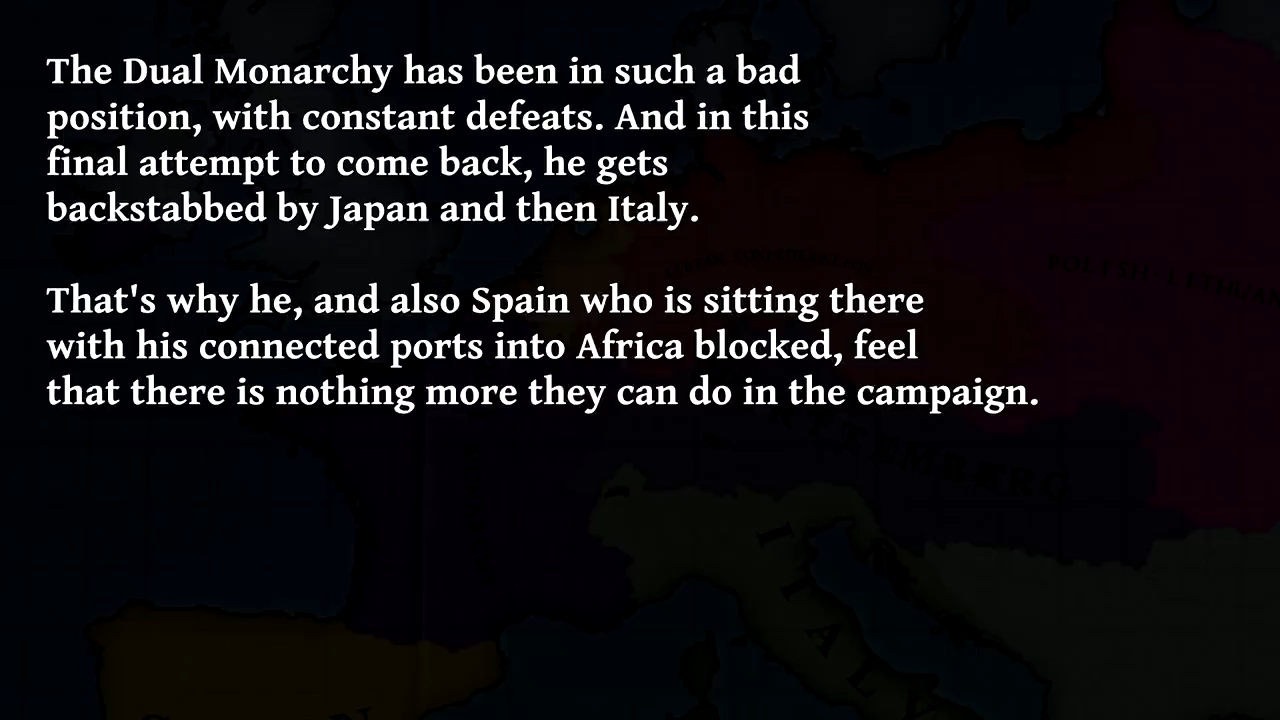 The Dual Monarchy has been in such a bad
position, with constant defeats. And in this
final attempt to come back, he gets
backstabbed by Japan and then Italy.
That's why he, and also Spain who is sitting there
with his connected ports into Africa blocked, feel
that there is nothing more they can do in the campaign.
POLISH-LITHUAN
ITALY